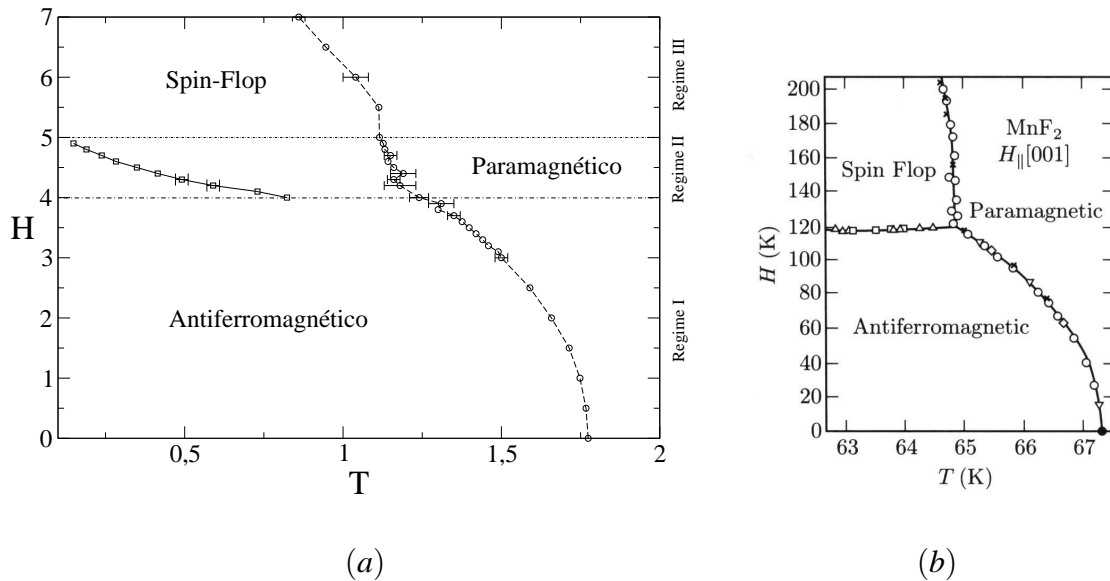 7
6
5
4
3
2
1
0
H
0,5
1
1,5
2
T
Spin-Flop
Paramagnético
Antiferromagnético
Regime III
Regime II
Regime I
(a)
200
180
160
140
120
100
80
60
40
20
0
H (K)
63
64
65
66
67
T (K)
MnF2
H∥[001]
Spin Flop
Paramagnetic
Antiferromagnetic
(b)